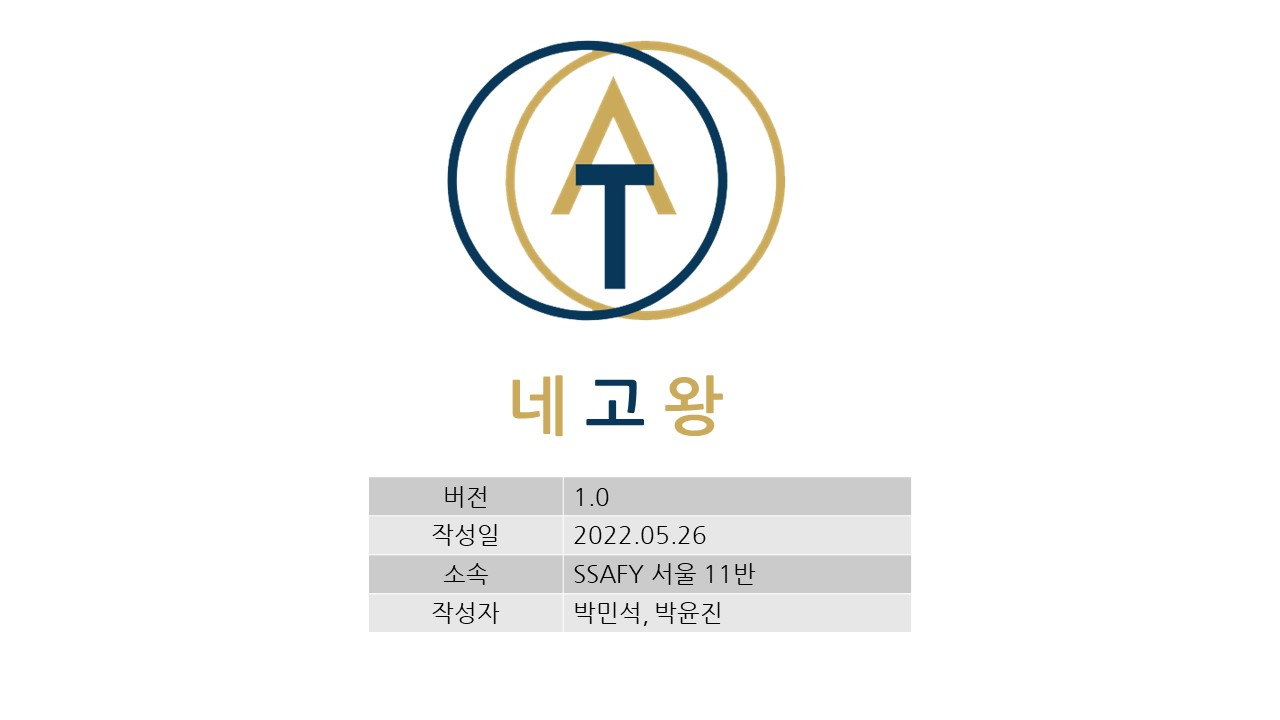 AT
네 고 왕
버전 1.0
작성일 2022.05.26
소속 SSAFY 서울 11반
작성자 박민석, 박윤진